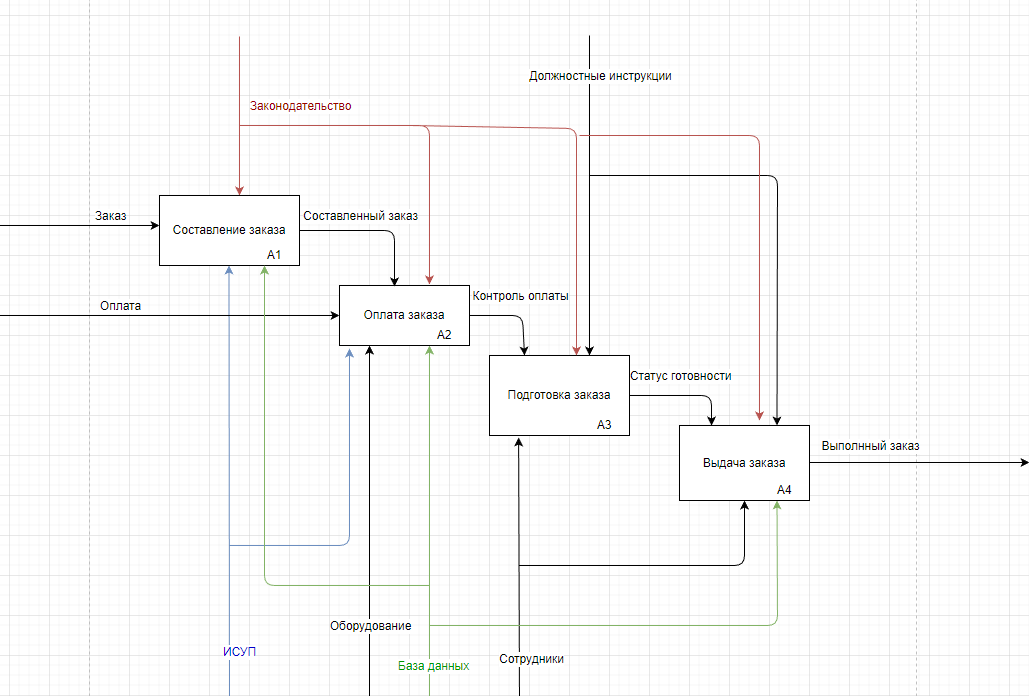 Должностные инструкции
Законодательство
Заказ
Составление заказа
A1
Составленный заказ
Оплата
Оплата заказа
A2
Контроль оплаты
Подготовка заказа
A3
Статус готовности
Выдача заказа
A4
Выполнный заказ
Оборудование
ИСУП
База данных
Сотрудники